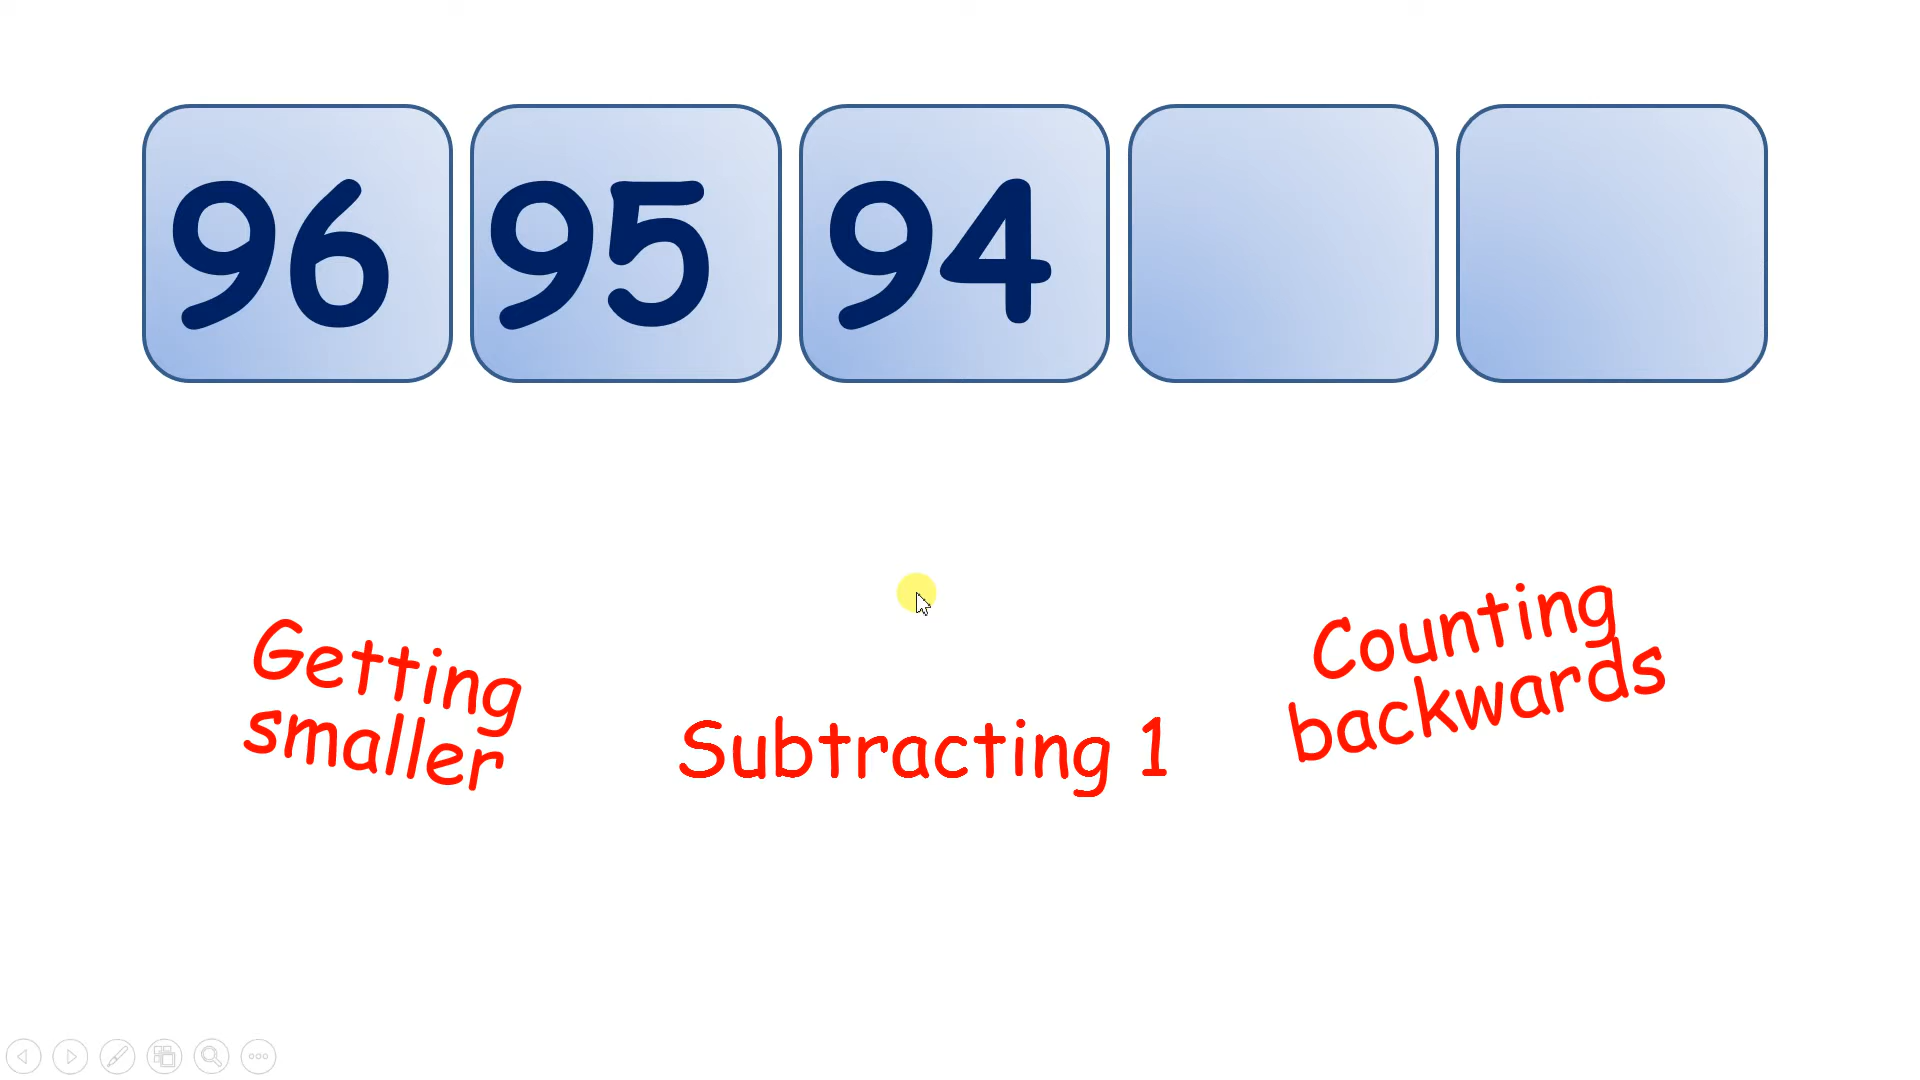 96 95 94
Getting
smaller
Subtracting 1
Counting
backwards